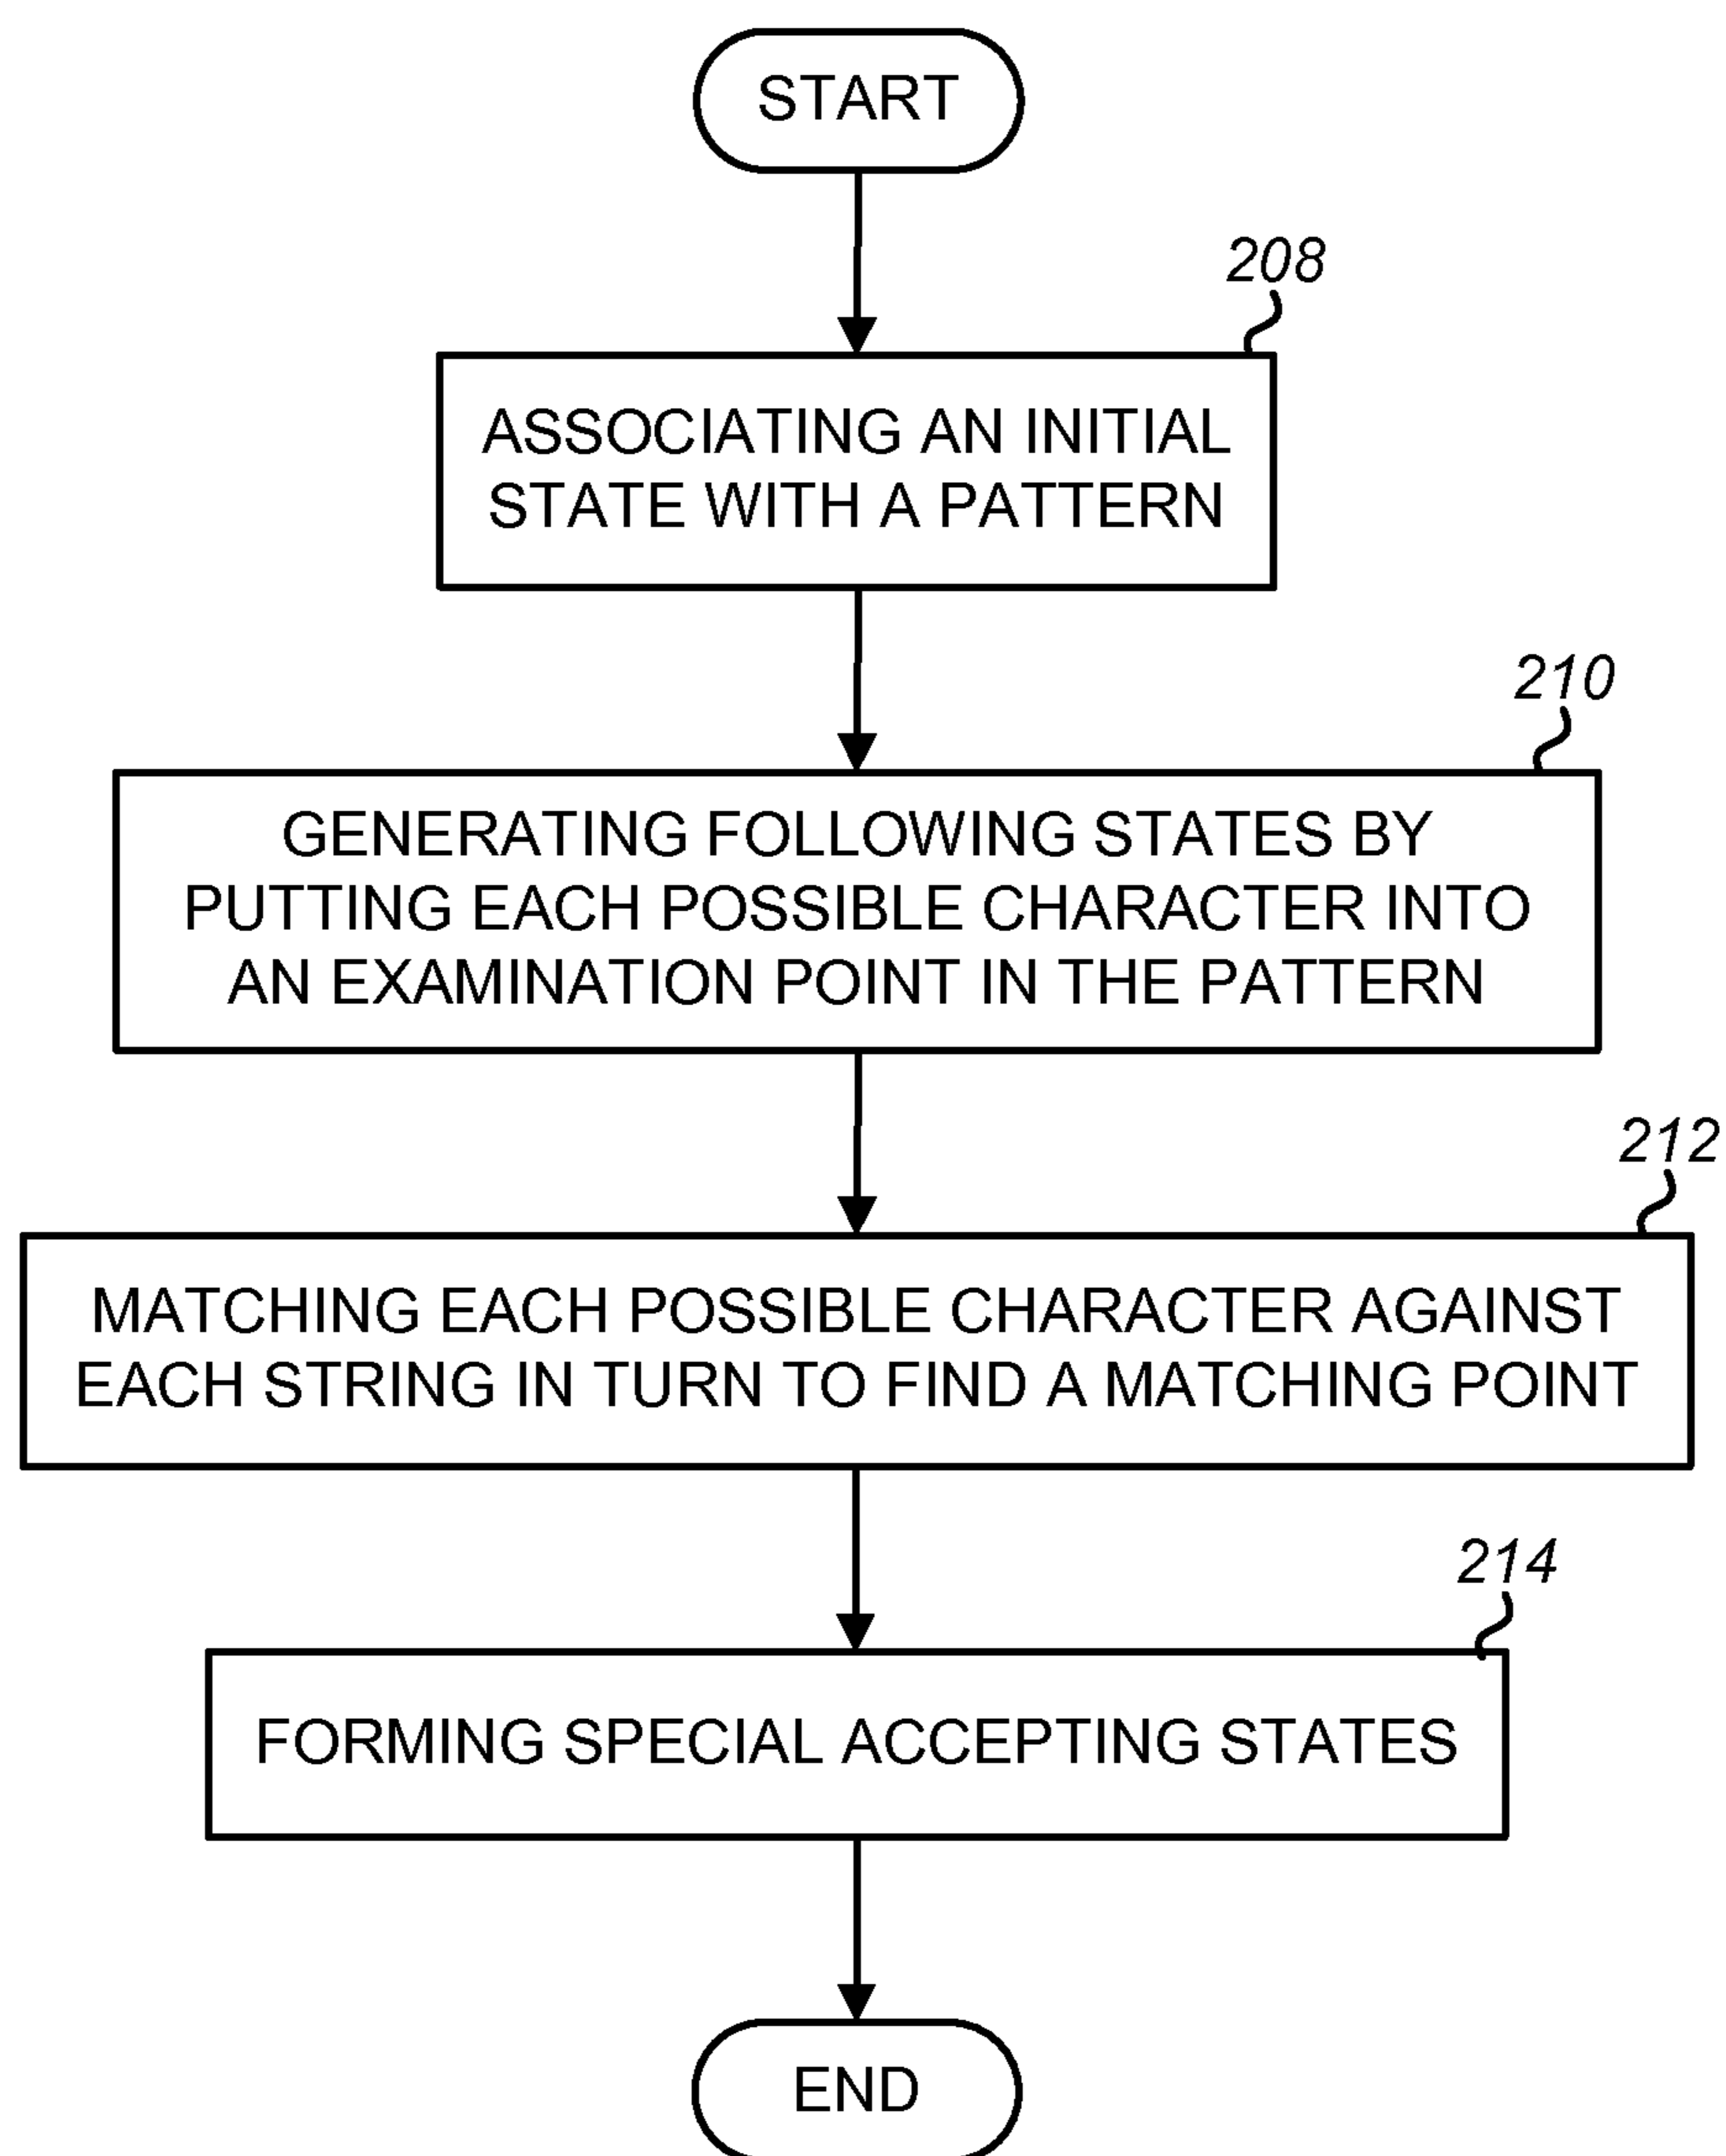 START
208
ASSOCIATING AN INITIAL
STATE WITH A PATTERN
210
GENERATING FOLLOWING STATES BY
PUTTING EACH POSSIBLE CHARACTER INTO
AN EXAMINATION POINT IN THE PATTERN
212
MATCHING EACH POSSIBLE CHARACTER AGAINST
EACH STRING IN TURN TO FIND A MATCHING POINT
214
FORMING SPECIAL ACCEPTING STATES
END